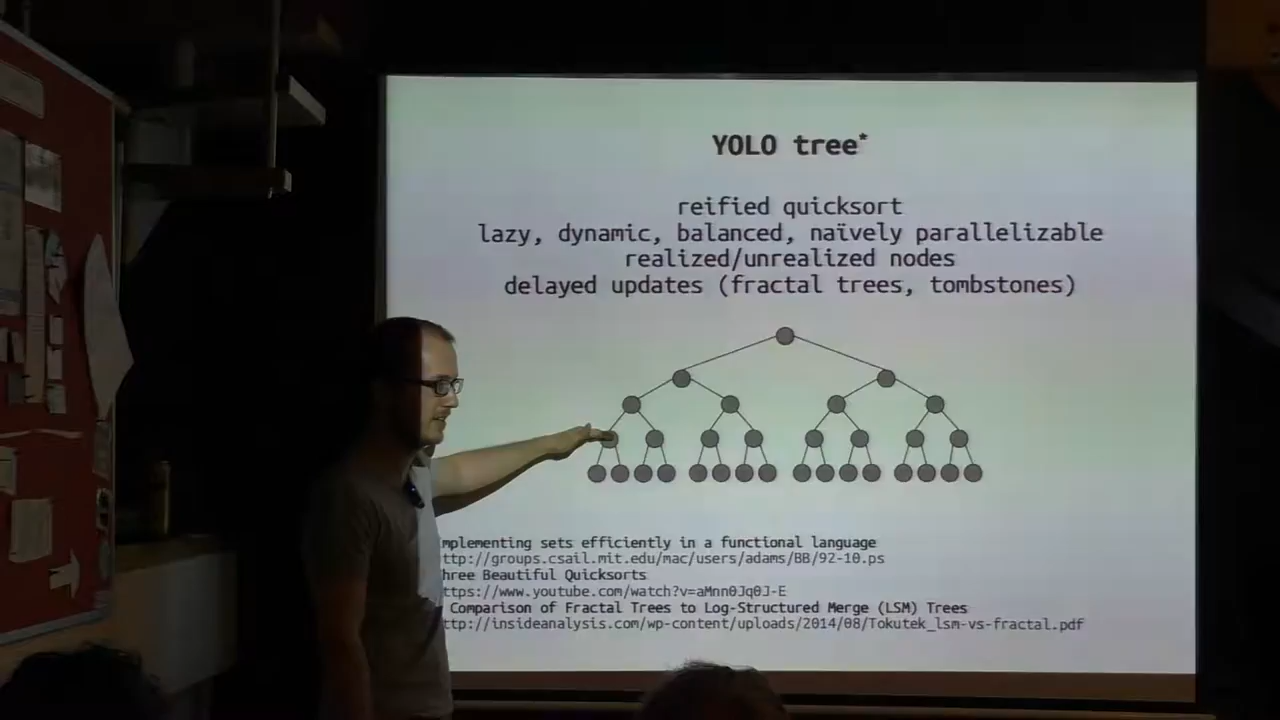 YOLO tree*
reified quicksort
lazy, dynamic, balanced, naïvely parallelizable
realized/unrealized nodes
delayed updates (fractal trees, tombstones)
mplementing sets efficiently in a functional language
ttp://groups.csail.mit.edu/mac/users/adams/BB/92-10.ps
hree Beautiful Quicksorts
ttps://www.youtube.com/watch?v=aMnn0Jq0J-E
Comparison of Fractal Trees to Log-Structured Merge (LSM) Trees
ttp://insideanalysis.com/wp-content/uploads/2014/08/Tokutek_lsm-vs-fractal.pdf